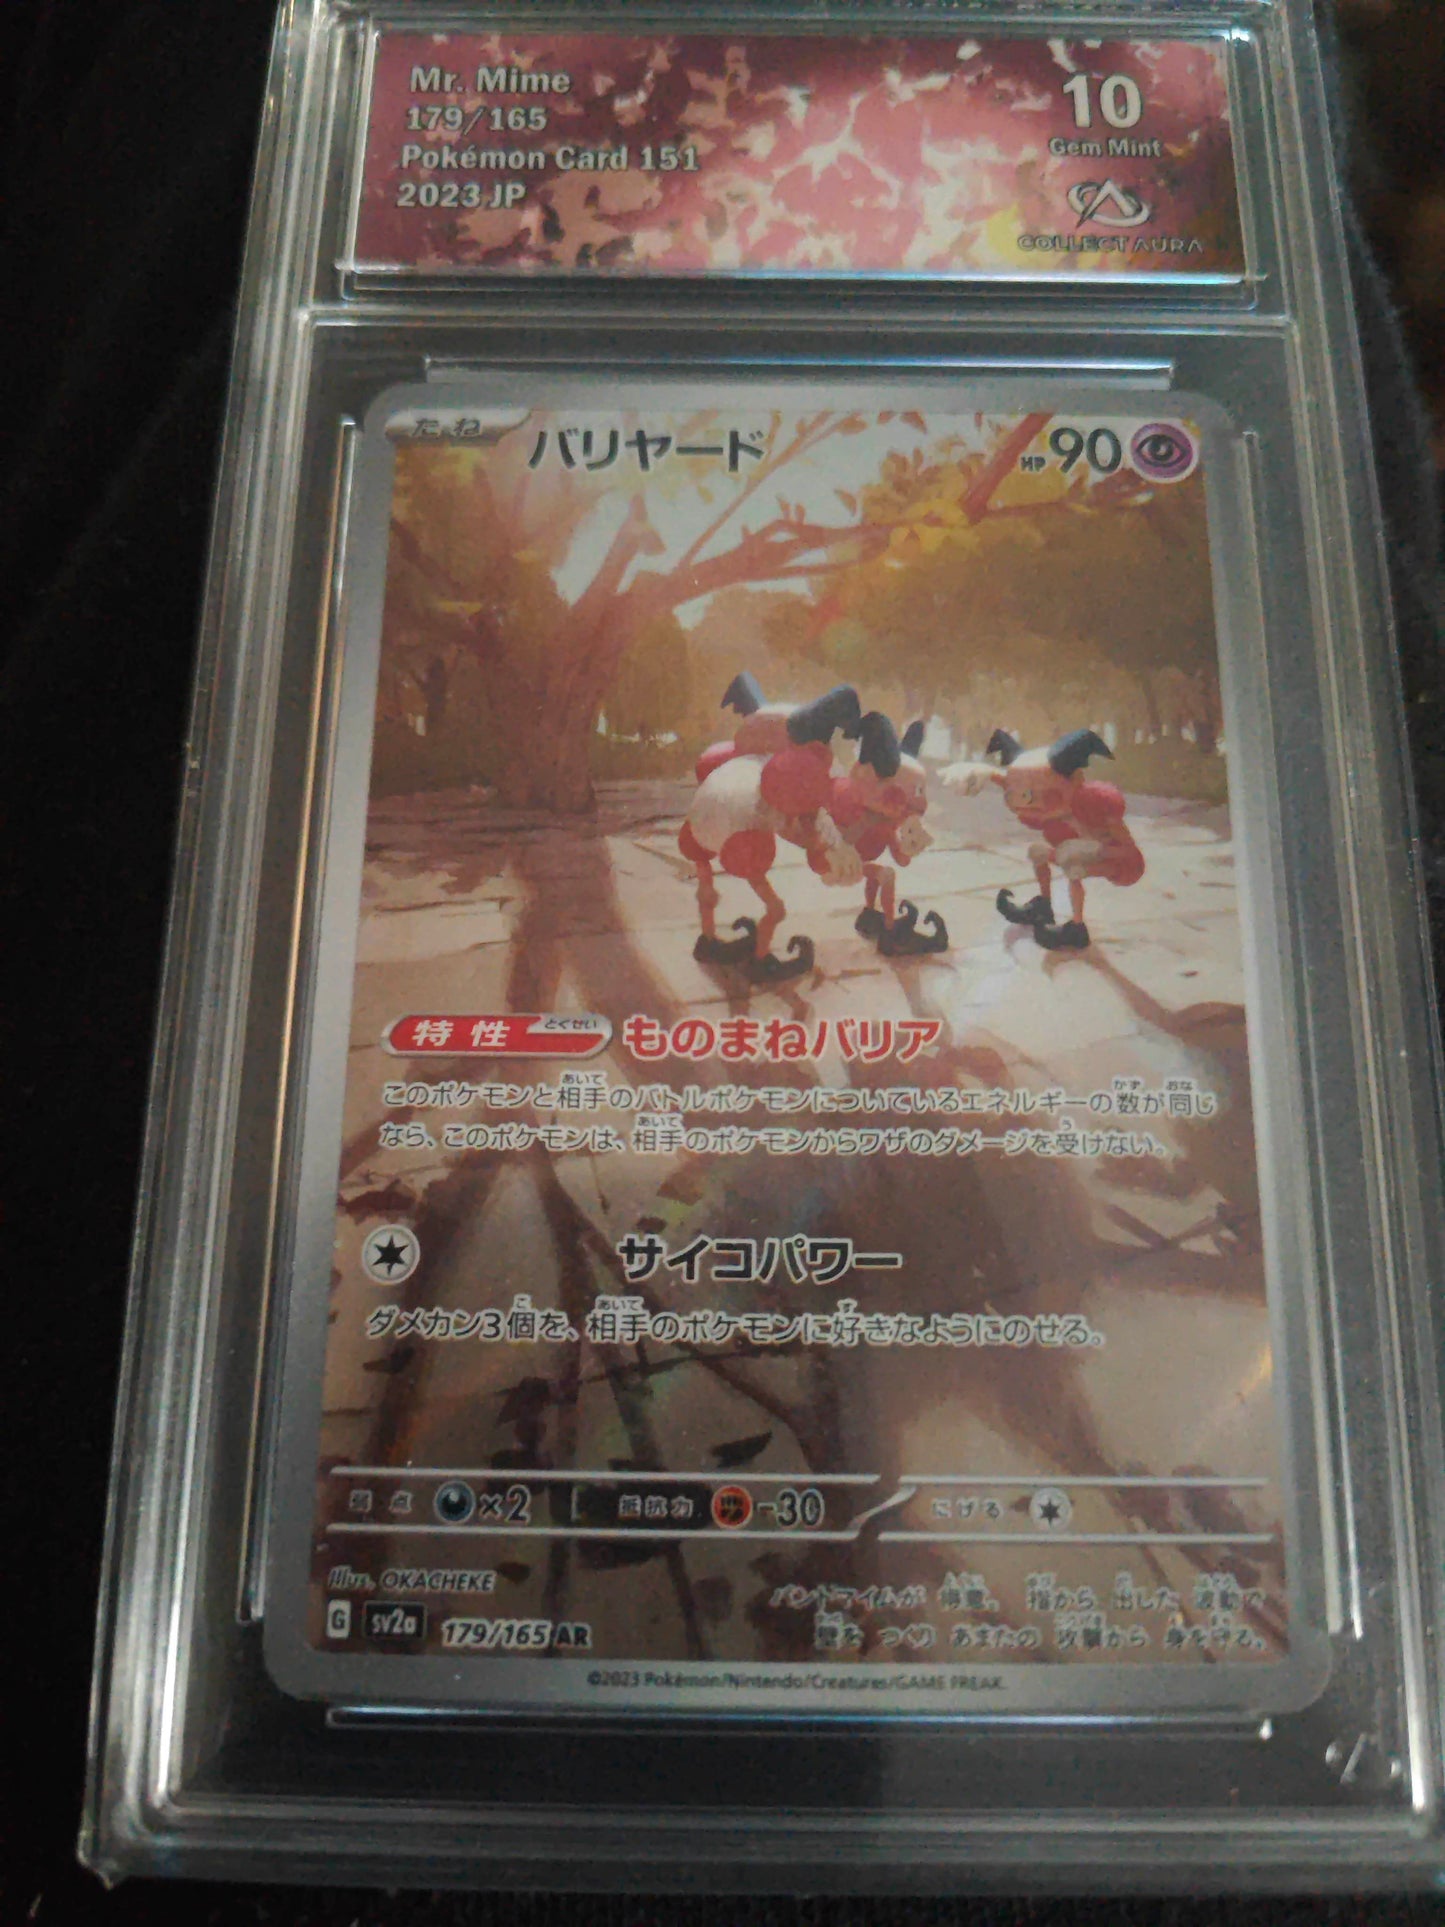 Mr. Mime
179/165
Pokémon Card 151
2023 JP
10
Gem Mint
COLLECT AURA
たね
バリヤード
HP 90
特性 とくせい ものまねバリア
このポケモンと相手のバトルポケモンについているエネルギーの数が同じ
なら、このポケモンは、相手のポケモンからワザのダメージを受けない。
サイコパワー
ダメカン3個を、相手のポケモンに好きなようにのせる。
弱点 ×2 抵抗力 -30 にげる
Illus. OKACHEKE
パントマイムが 得意。 指から 出した 波動で
壁を つくり あまたの 攻撃から 身を守る。
G sv2a 179/165 AR
©2023 Pokémon/Nintendo/Creatures/GAME FREAK.